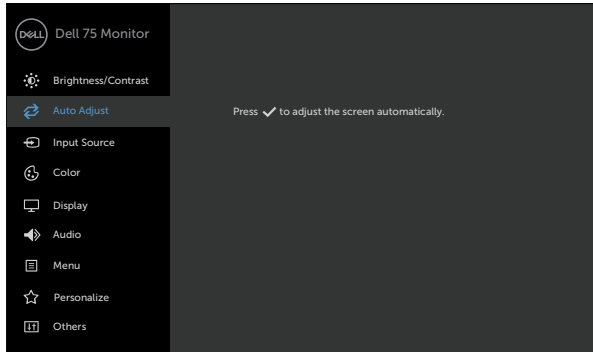 DELL Dell 75 Monitor
Brightness/Contrast
Auto Adjust
Press ✓ to adjust the screen automatically.
Input Source
Color
Display
Audio
Menu
Personalize
Others